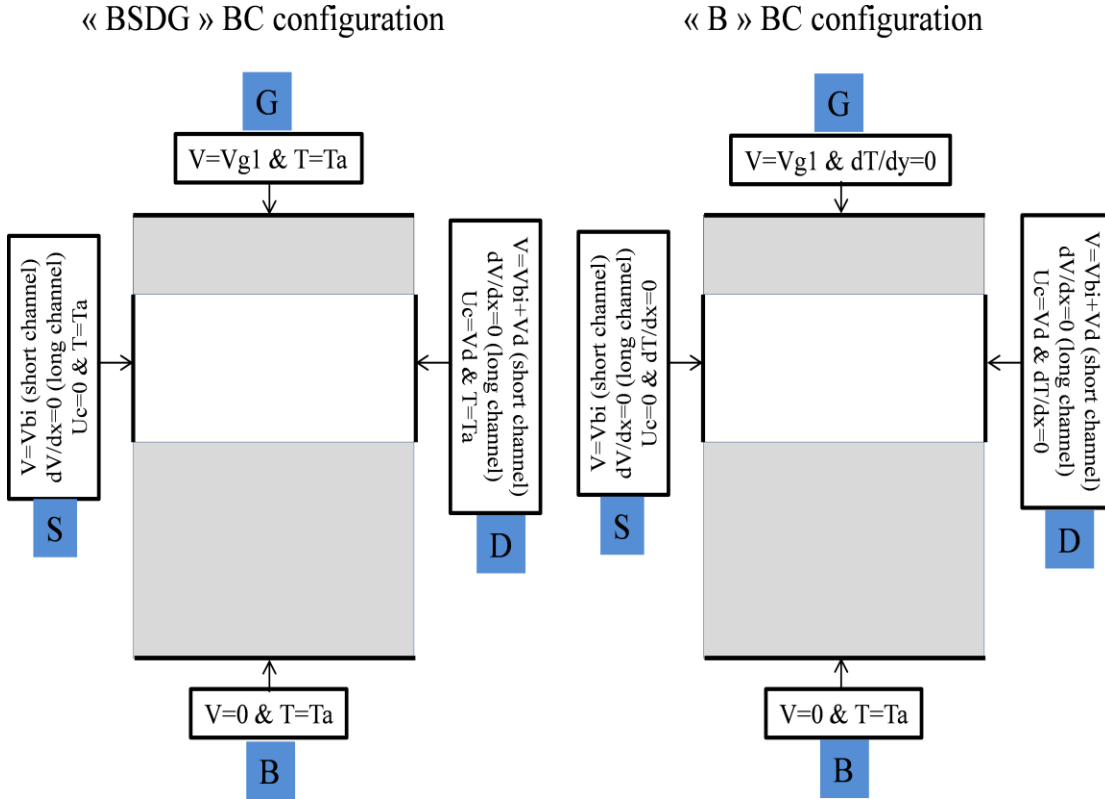 « BSDG » BC configuration
G
V=Vg1 & T=Ta
V=Vbi (short channel)
dV/dx=0 (long channel)
Uc=0 & T=Ta
S
V=Vbi+Vd (short channel)
dV/dx=0 (long channel)
Uc=Vd & T=Ta
D
V=0 & T=Ta
B
« B » BC configuration
G
V=Vg1 & dT/dy=0
V=Vbi (short channel)
dV/dx=0 (long channel)
Uc=0 & dT/dx=0
S
V=Vbi+Vd (short channel)
dV/dx=0 (long channel)
Uc=Vd & dT/dx=0
D
V=0 & T=Ta
B